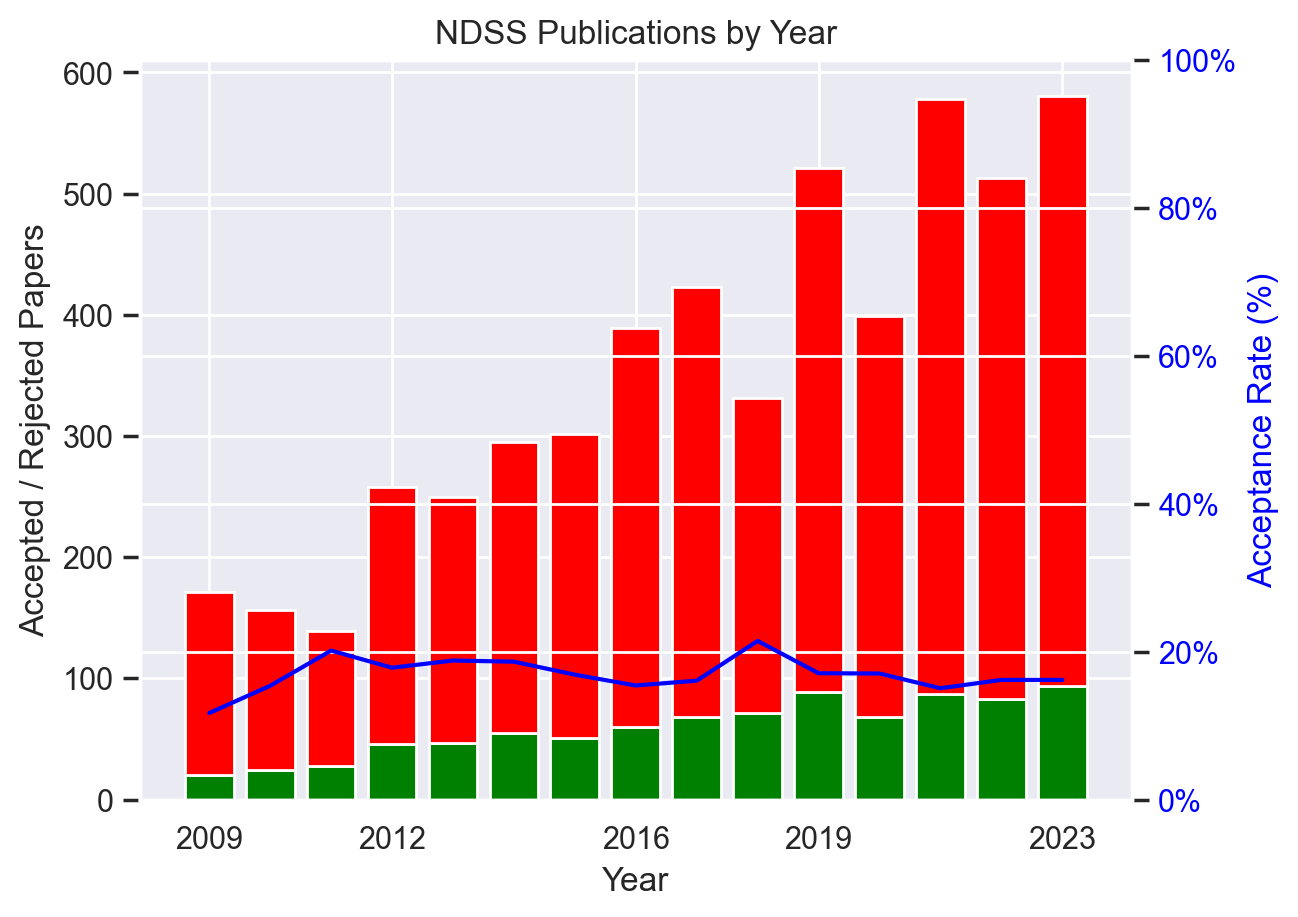 NDSS Publications by Year
Accepted / Rejected Papers
600
500
400
300
200
100
0
100%
80%
60%
40%
20%
0%
Acceptance Rate (%)
2009 2012 2016 2019 2023
Year